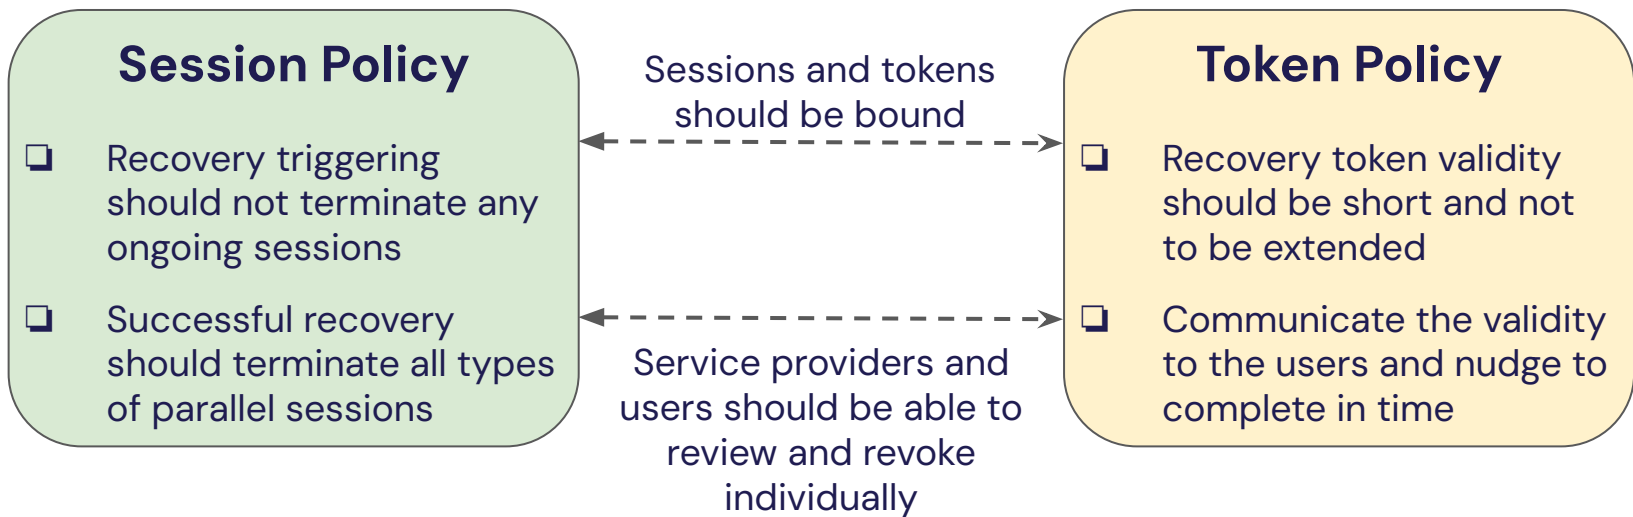 Session Policy
❏ Recovery triggering
should not terminate any
ongoing sessions
❏ Successful recovery
should terminate all types
of parallel sessions
Sessions and tokens
should be bound
Service providers and
users should be able to
review and revoke
individually
Token Policy
❏ Recovery token validity
should be short and not
to be extended
❏ Communicate the validity
to the users and nudge to
complete in time